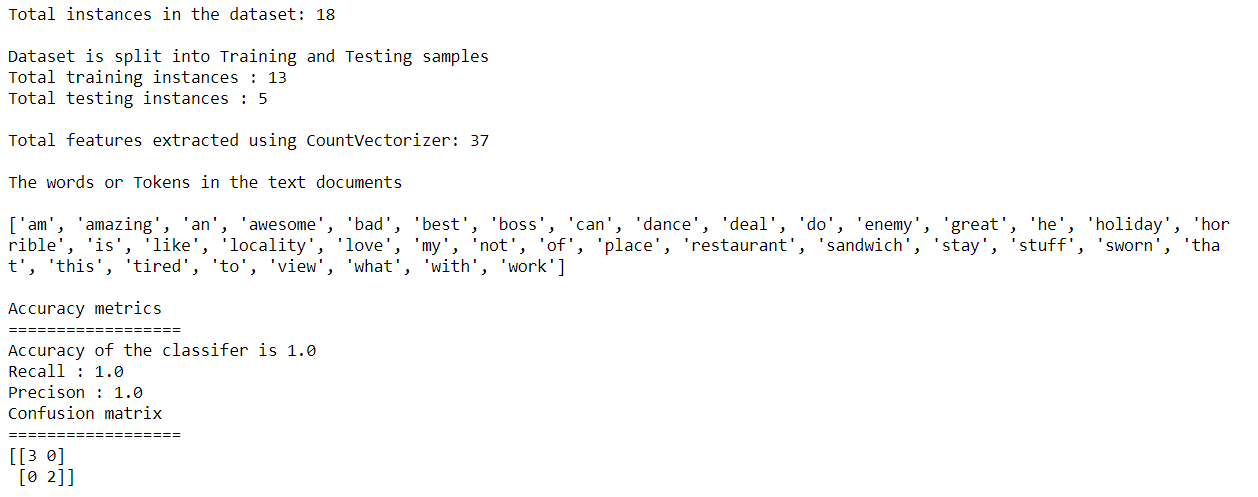 Total instances in the dataset: 18
Dataset is split into Training and Testing samples
Total training instances : 13
Total testing instances : 5
Total features extracted using CountVectorizer: 37
The words or Tokens in the text documents
['am', 'amazing', 'an', 'awesome', 'bad', 'best', 'boss', 'can', 'dance', 'deal', 'do', 'enemy', 'great', 'he', 'holiday', 'hor
rible', 'is', 'like', 'locality', 'love', 'my', 'not', 'of', 'place', 'restaurant', 'sandwich', 'stay', 'stuff', 'sworn', 'tha
t', 'this', 'tired', 'to', 'view', 'what', 'with', 'work']
Accuracy metrics
==================
Accuracy of the classifer is 1.0
Recall : 1.0
Precison : 1.0
Confusion matrix
==================
[[3 0]
 [0 2]]